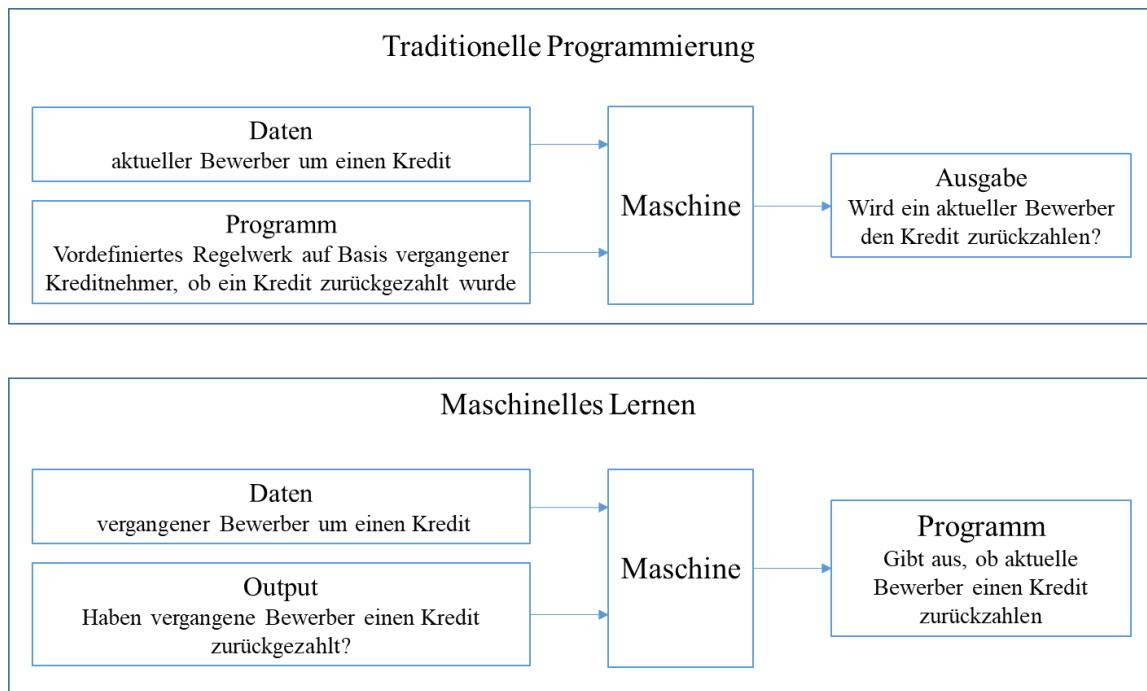 Traditionelle Programmierung
Daten
aktueller Bewerber um einen Kredit
Programm
Vordefiniertes Regelwerk auf Basis vergangener
Kreditnehmer, ob ein Kredit zurückgezahlt wurde
Maschine
Ausgabe
Wird ein aktueller Bewerber
den Kredit zurückzahlen?
Maschinelles Lernen
Daten
vergangener Bewerber um einen Kredit
Output
Haben vergangene Bewerber einen Kredit
zurückgezahlt?
Maschine
Programm
Gibt aus, ob aktuelle
Bewerber einen Kredit
zurückzahlen